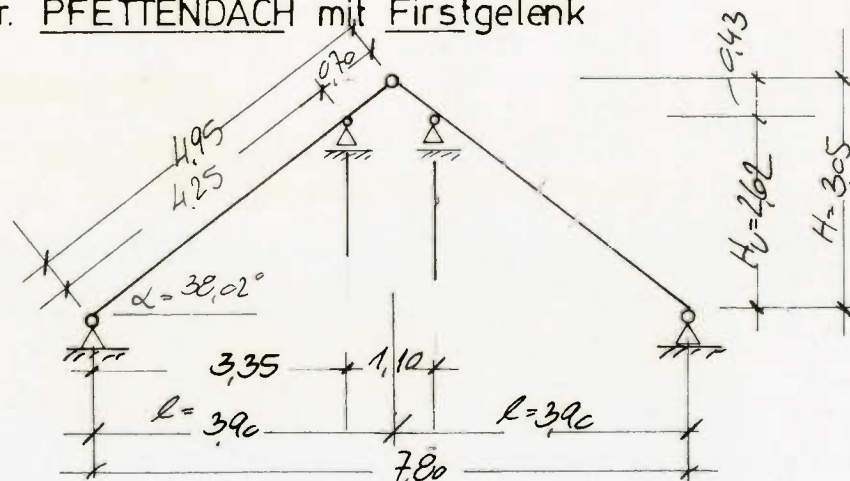 r. PFETTENDACH mit Firstgelenk
4,95
0,70
4,25
α = 38,02°
3,35
1,10
l = 3,90
l = 3,90
7,80
0,43
Hu = 2,62
H = 3,05